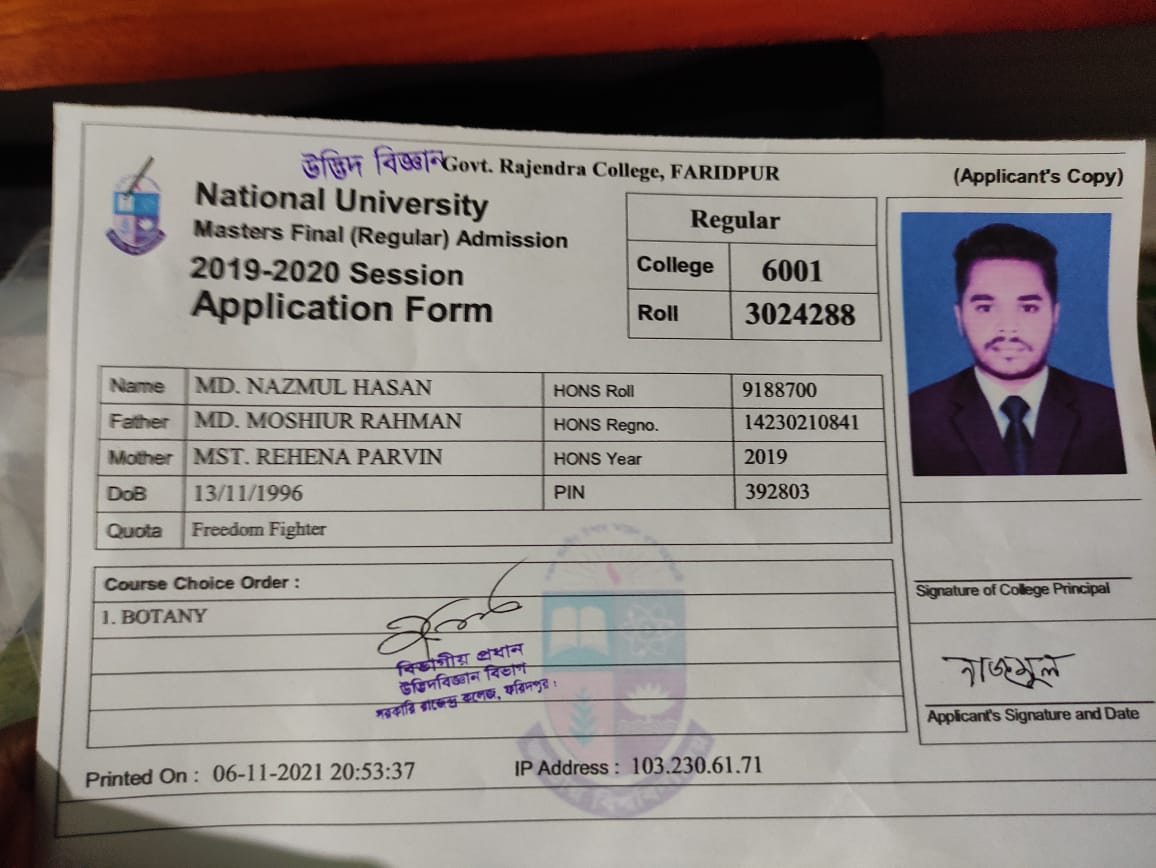 উদ্ভিদ বিজ্ঞান Govt. Rajendra College, FARIDPUR
(Applicant's Copy)
National University
Masters Final (Regular) Admission
2019-2020 Session
Application Form
Regular
College 6001
Roll 3024288
Name MD. NAZMUL HASAN HONS Roll 9188700
Father MD. MOSHIUR RAHMAN HONS Regno. 14230210841
Mother MST. REHENA PARVIN HONS Year 2019
DoB 13/11/1996 PIN 392803
Quota Freedom Fighter
Course Choice Order :
1. BOTANY
বিভাগীয় প্রধান
উদ্ভিদবিজ্ঞান বিভাগ
সরকারি রাজেন্দ্র কলেজ, ফরিদপুর।
Signature of College Principal
নাজমুল
Applicant's Signature and Date
Printed On : 06-11-2021 20:53:37 IP Address : 103.230.61.71